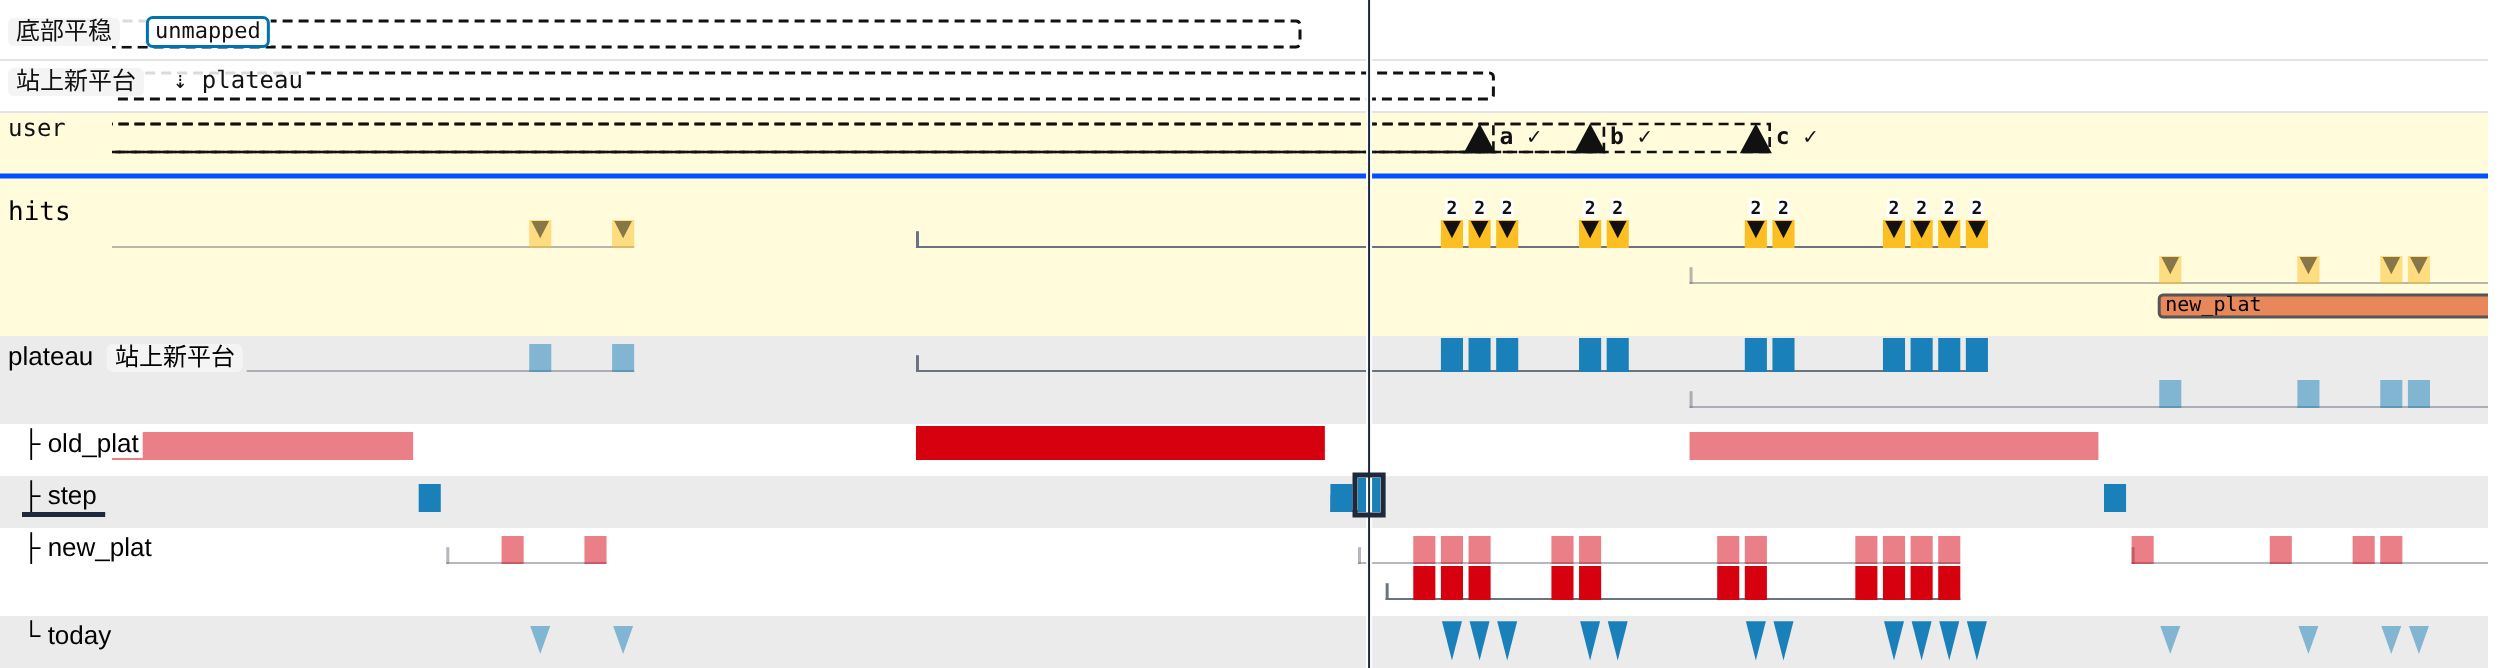 底部平稳 unmapped
站上新平台 ⇣ plateau
user a ✓ b ✓ c ✓
hits
2 2 2 2 2 2 2 2 2 2 2
new_plat
plateau 站上新平台
├ old_plat
├ step
├ new_plat
└ today